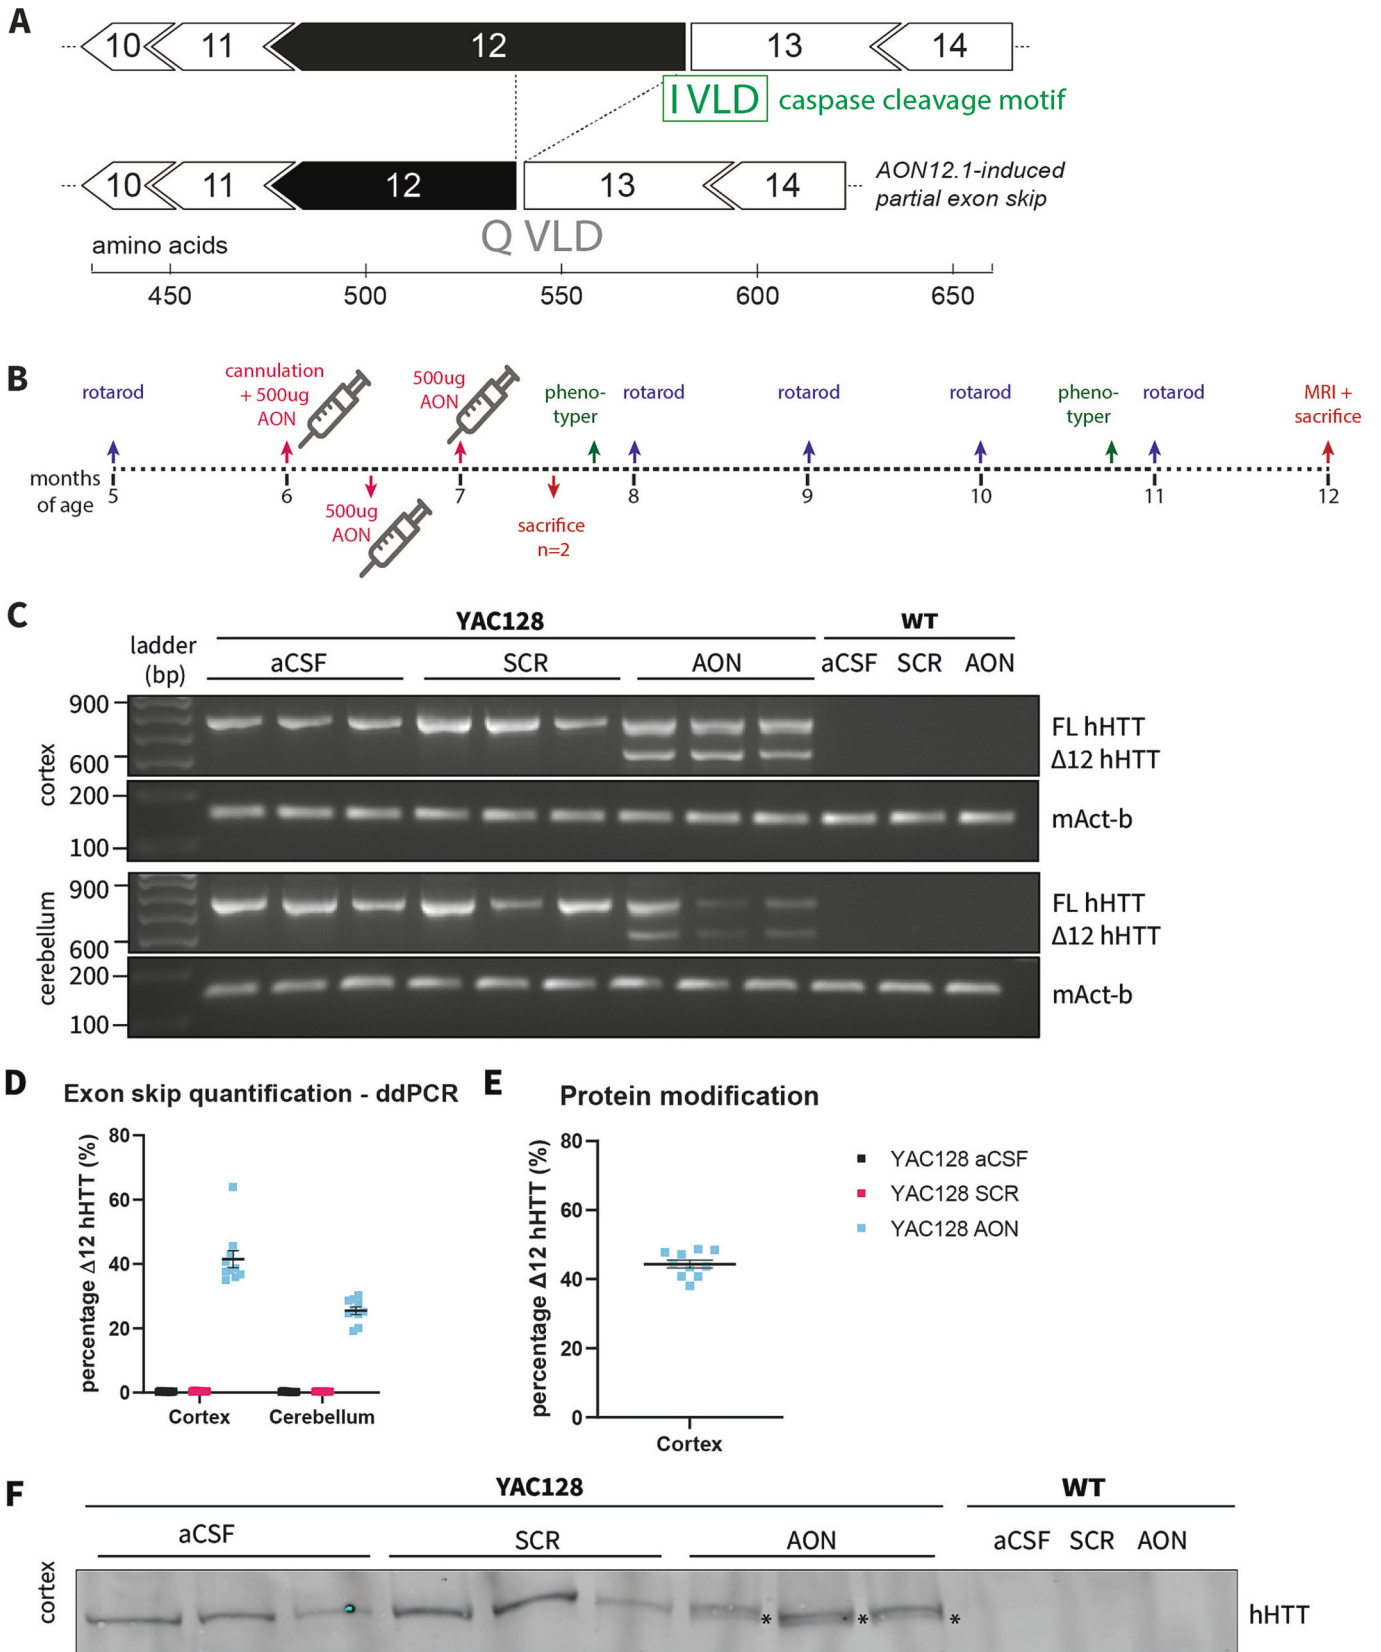 A
10 11 12 13 14
I VLD caspase cleavage motif
10 11 12 13 14
AON12.1-induced
partial exon skip
Q VLD
amino acids
450 500 550 600 650
B
rotarod
cannulation
+ 500ug
AON
500ug
AON
pheno-
typer
rotarod
rotarod
rotarod
pheno-
typer
rotarod
MRI +
sacrifice
months
of age
5 6 7 8 9 10 11 12
500ug
AON
sacrifice
n=2
C
YAC128 WT
ladder
(bp)
aCSF SCR AON aCSF SCR AON
cortex
900
600
FL hHTT
Δ12 hHTT
200
100
mAct-b
cerebellum
900
600
FL hHTT
Δ12 hHTT
200
100
mAct-b
D
Exon skip quantification - ddPCR
percentage Δ12 hHTT (%)
80
60
40
20
0
Cortex Cerebellum
E
Protein modification
percentage Δ12 hHTT (%)
80
60
40
20
0
Cortex
YAC128 aCSF
YAC128 SCR
YAC128 AON
F
YAC128 WT
aCSF SCR AON aCSF SCR AON
cortex
* * *
hHTT